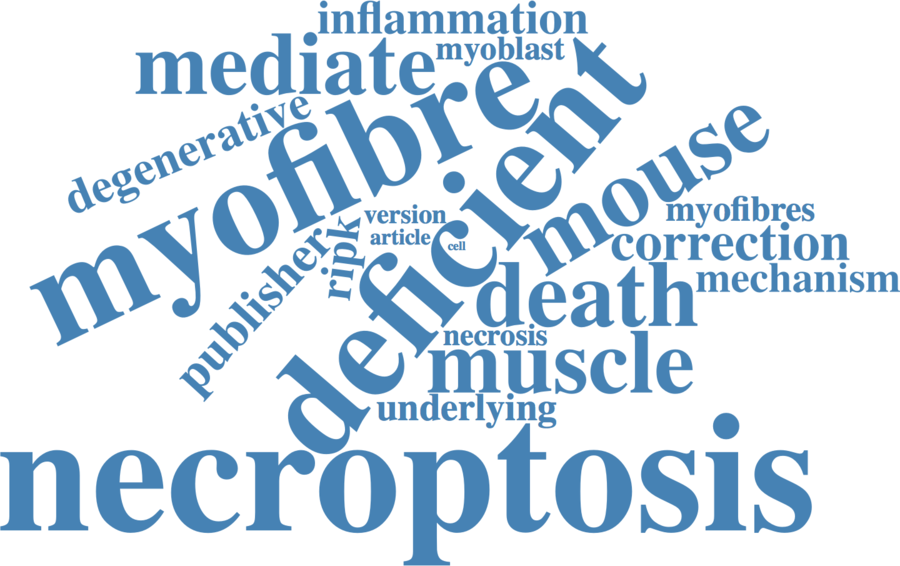 inflammation
myoblast
mediate
degenerative
myofibre
deficient
mouse
version
article
cell
ripk
publisher
myofibres
correction
mechanism
death
necrosis
muscle
underlying
necroptosis